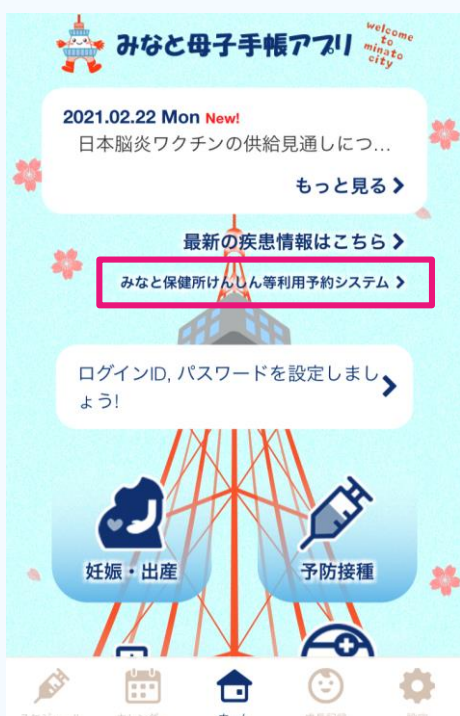 みなと母子手帳アプリ
welcome
to
minato
city
2021.02.22 Mon New!
日本脳炎ワクチンの供給見通しにつ...
もっと見る
最新の疾患情報はこちら
みなと保健所けんしん等利用予約システム
ログインID, パスワードを設定しまし
ょう!
妊娠・出産
予防接種